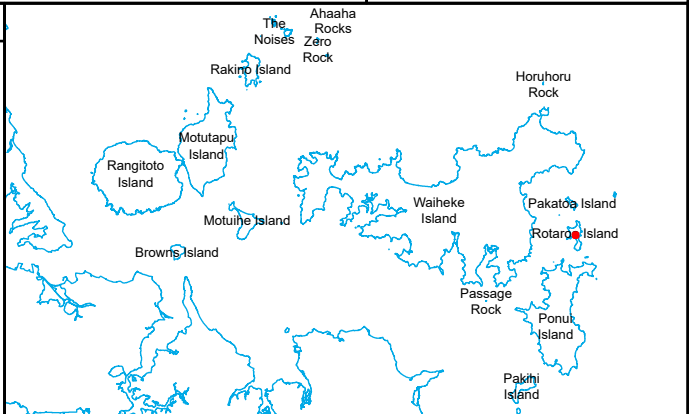 The
Noises
Ahaaha
Rocks
Zero
Rock
Rakino Island
Horuhoru
Rock
Motutapu
Island
Rangitoto
Island
Waiheke
Island
Pakatoa Island
Motuihe Island
Rotaroa Island
Browns Island
Passage
Rock
Ponui
Island
Pakihi
Island